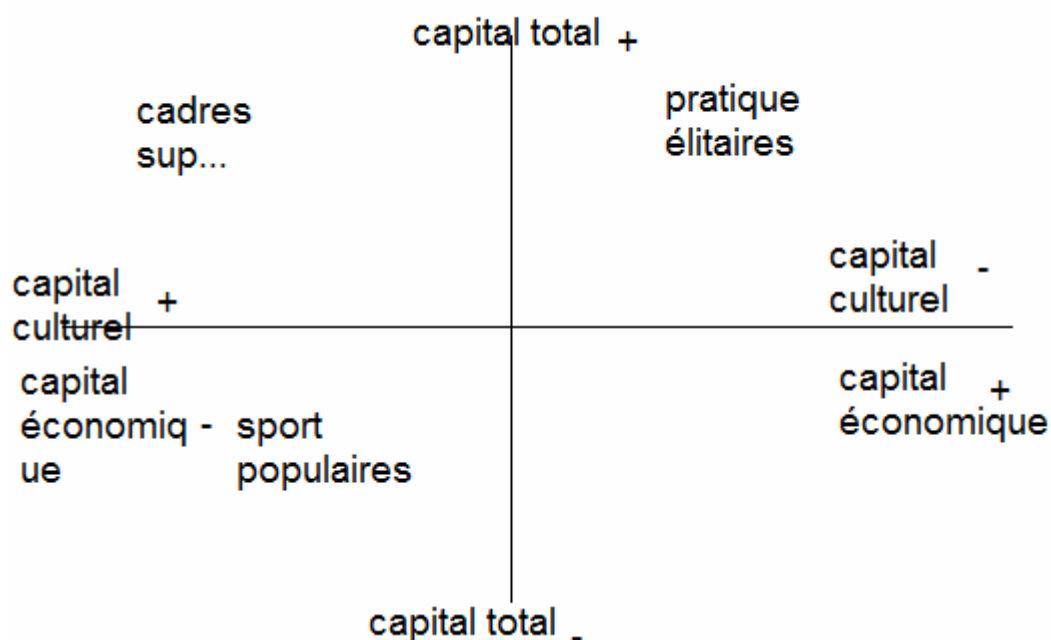 capital total +
cadres
sup...
pratique
élitaires
capital
culturel +
capital
culturel -
capital
économiq -
ue
sport
populaires
capital
économique +
capital total -